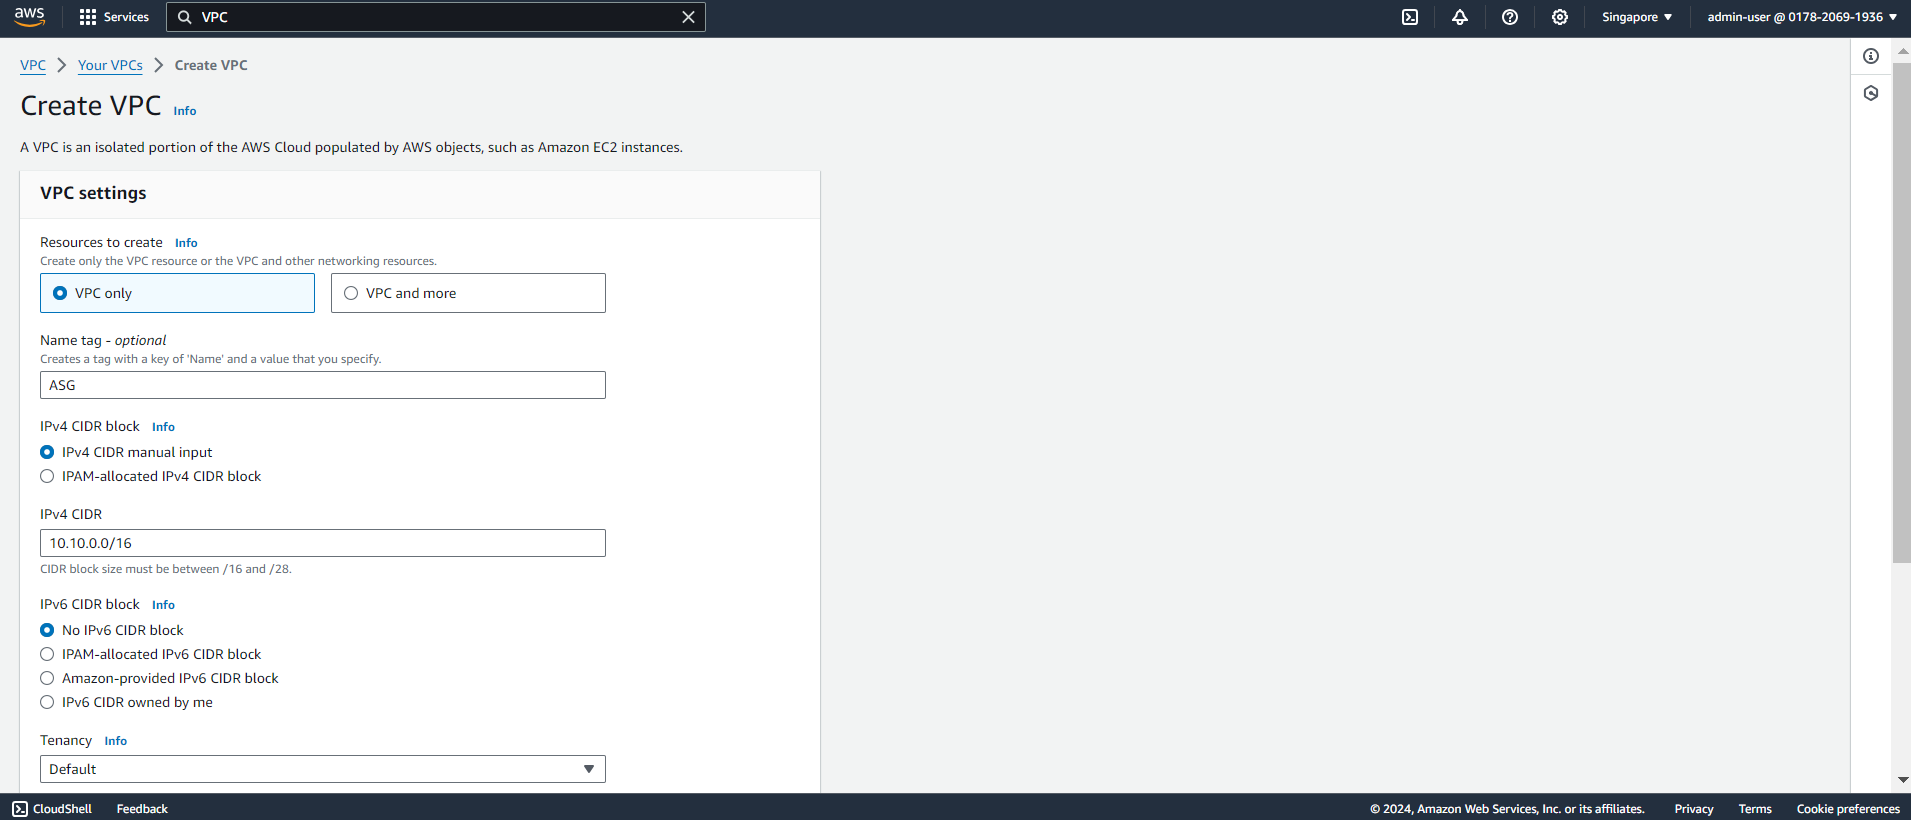 aws Services VPC Singapore admin-user @ 0178-2069-1936
VPC Your VPCs Create VPC
Create VPC Info
A VPC is an isolated portion of the AWS Cloud populated by AWS objects, such as Amazon EC2 instances.
VPC settings
Resources to create Info
Create only the VPC resource or the VPC and other networking resources.
VPC only VPC and more
Name tag - optional
Creates a tag with a key of 'Name' and a value that you specify.
ASG
IPv4 CIDR block Info
IPv4 CIDR manual input
IPAM-allocated IPv4 CIDR block
IPv4 CIDR
10.10.0.0/16
CIDR block size must be between /16 and /28.
IPv6 CIDR block Info
No IPv6 CIDR block
IPAM-allocated IPv6 CIDR block
Amazon-provided IPv6 CIDR block
IPv6 CIDR owned by me
Tenancy Info
Default
CloudShell Feedback © 2024, Amazon Web Services, Inc. or its affiliates. Privacy Terms Cookie preferences